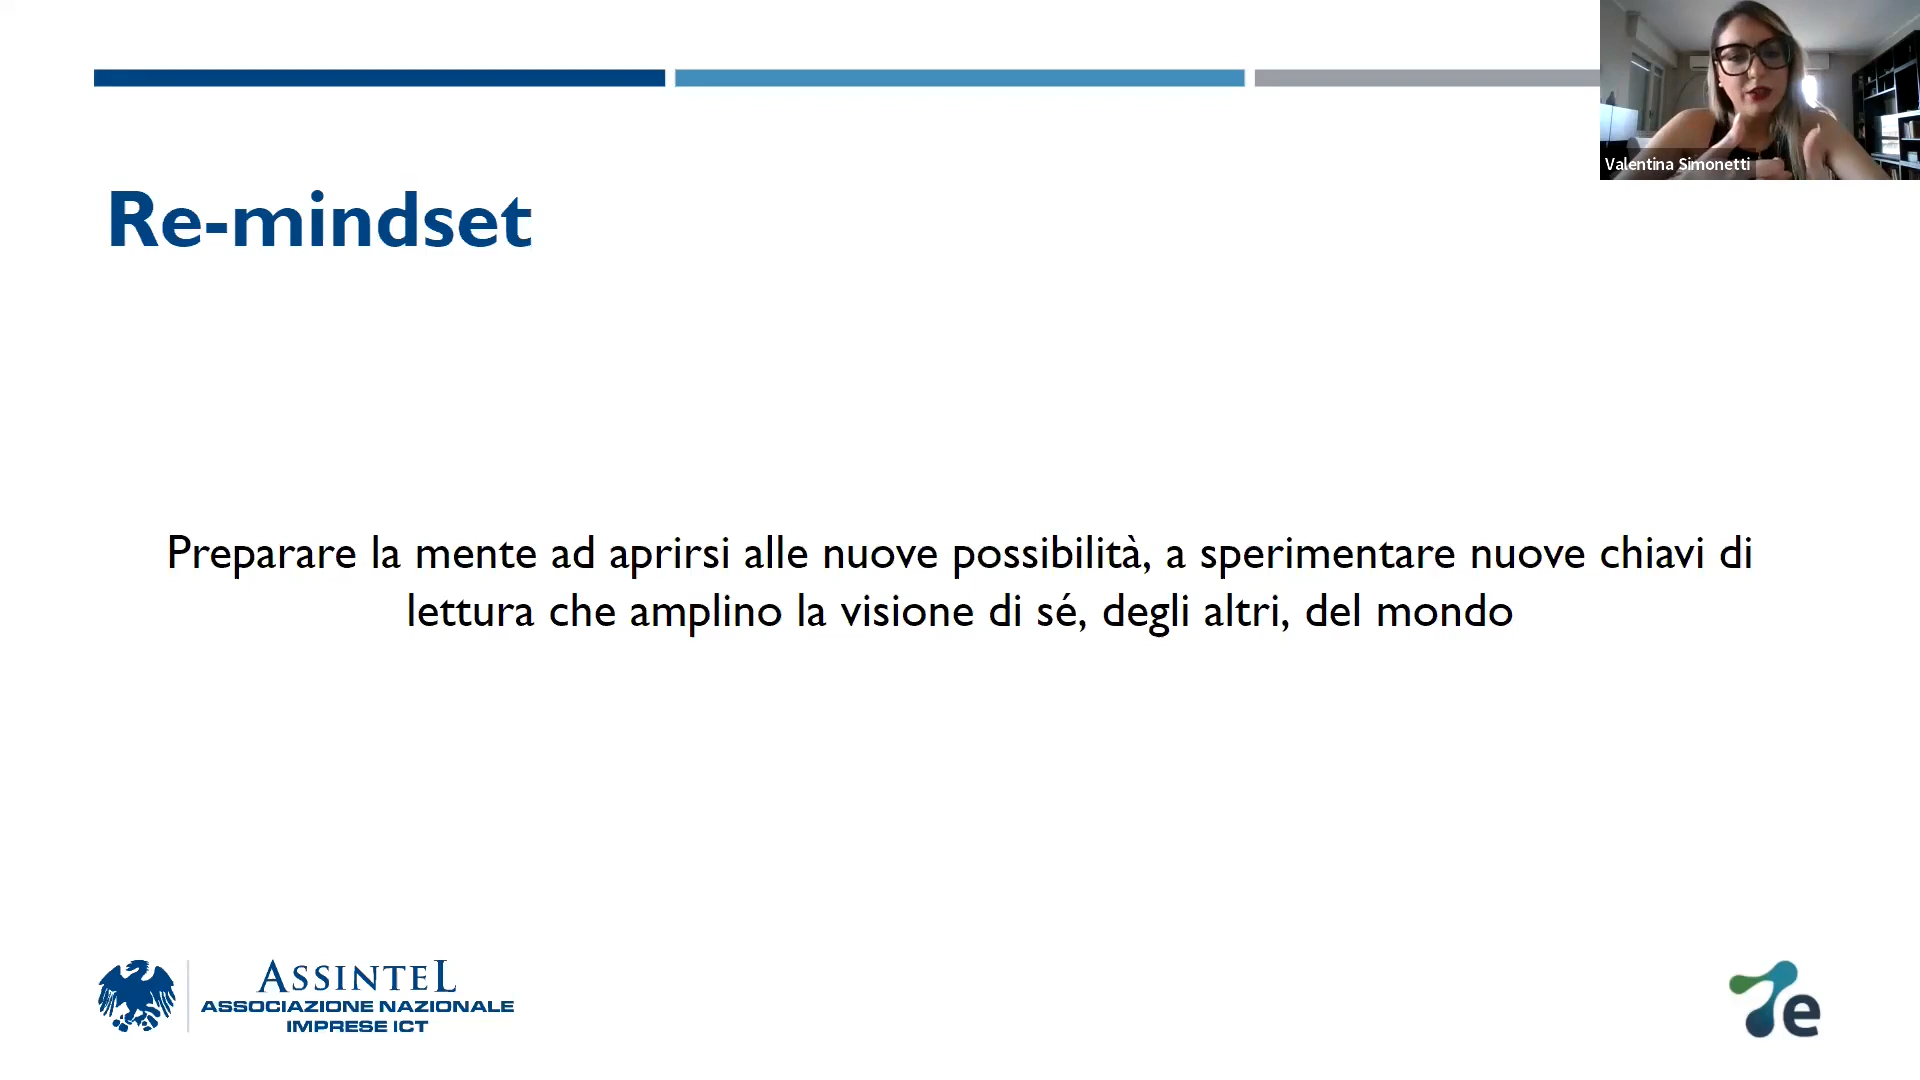 Valentina Simonetti
Re-mindset
Preparare la mente ad aprirsi alle nuove possibilità, a sperimentare nuove chiavi di
lettura che amplino la visione di sé, degli altri, del mondo
ASSINTEL
ASSOCIAZIONE NAZIONALE
IMPRESE ICT
e